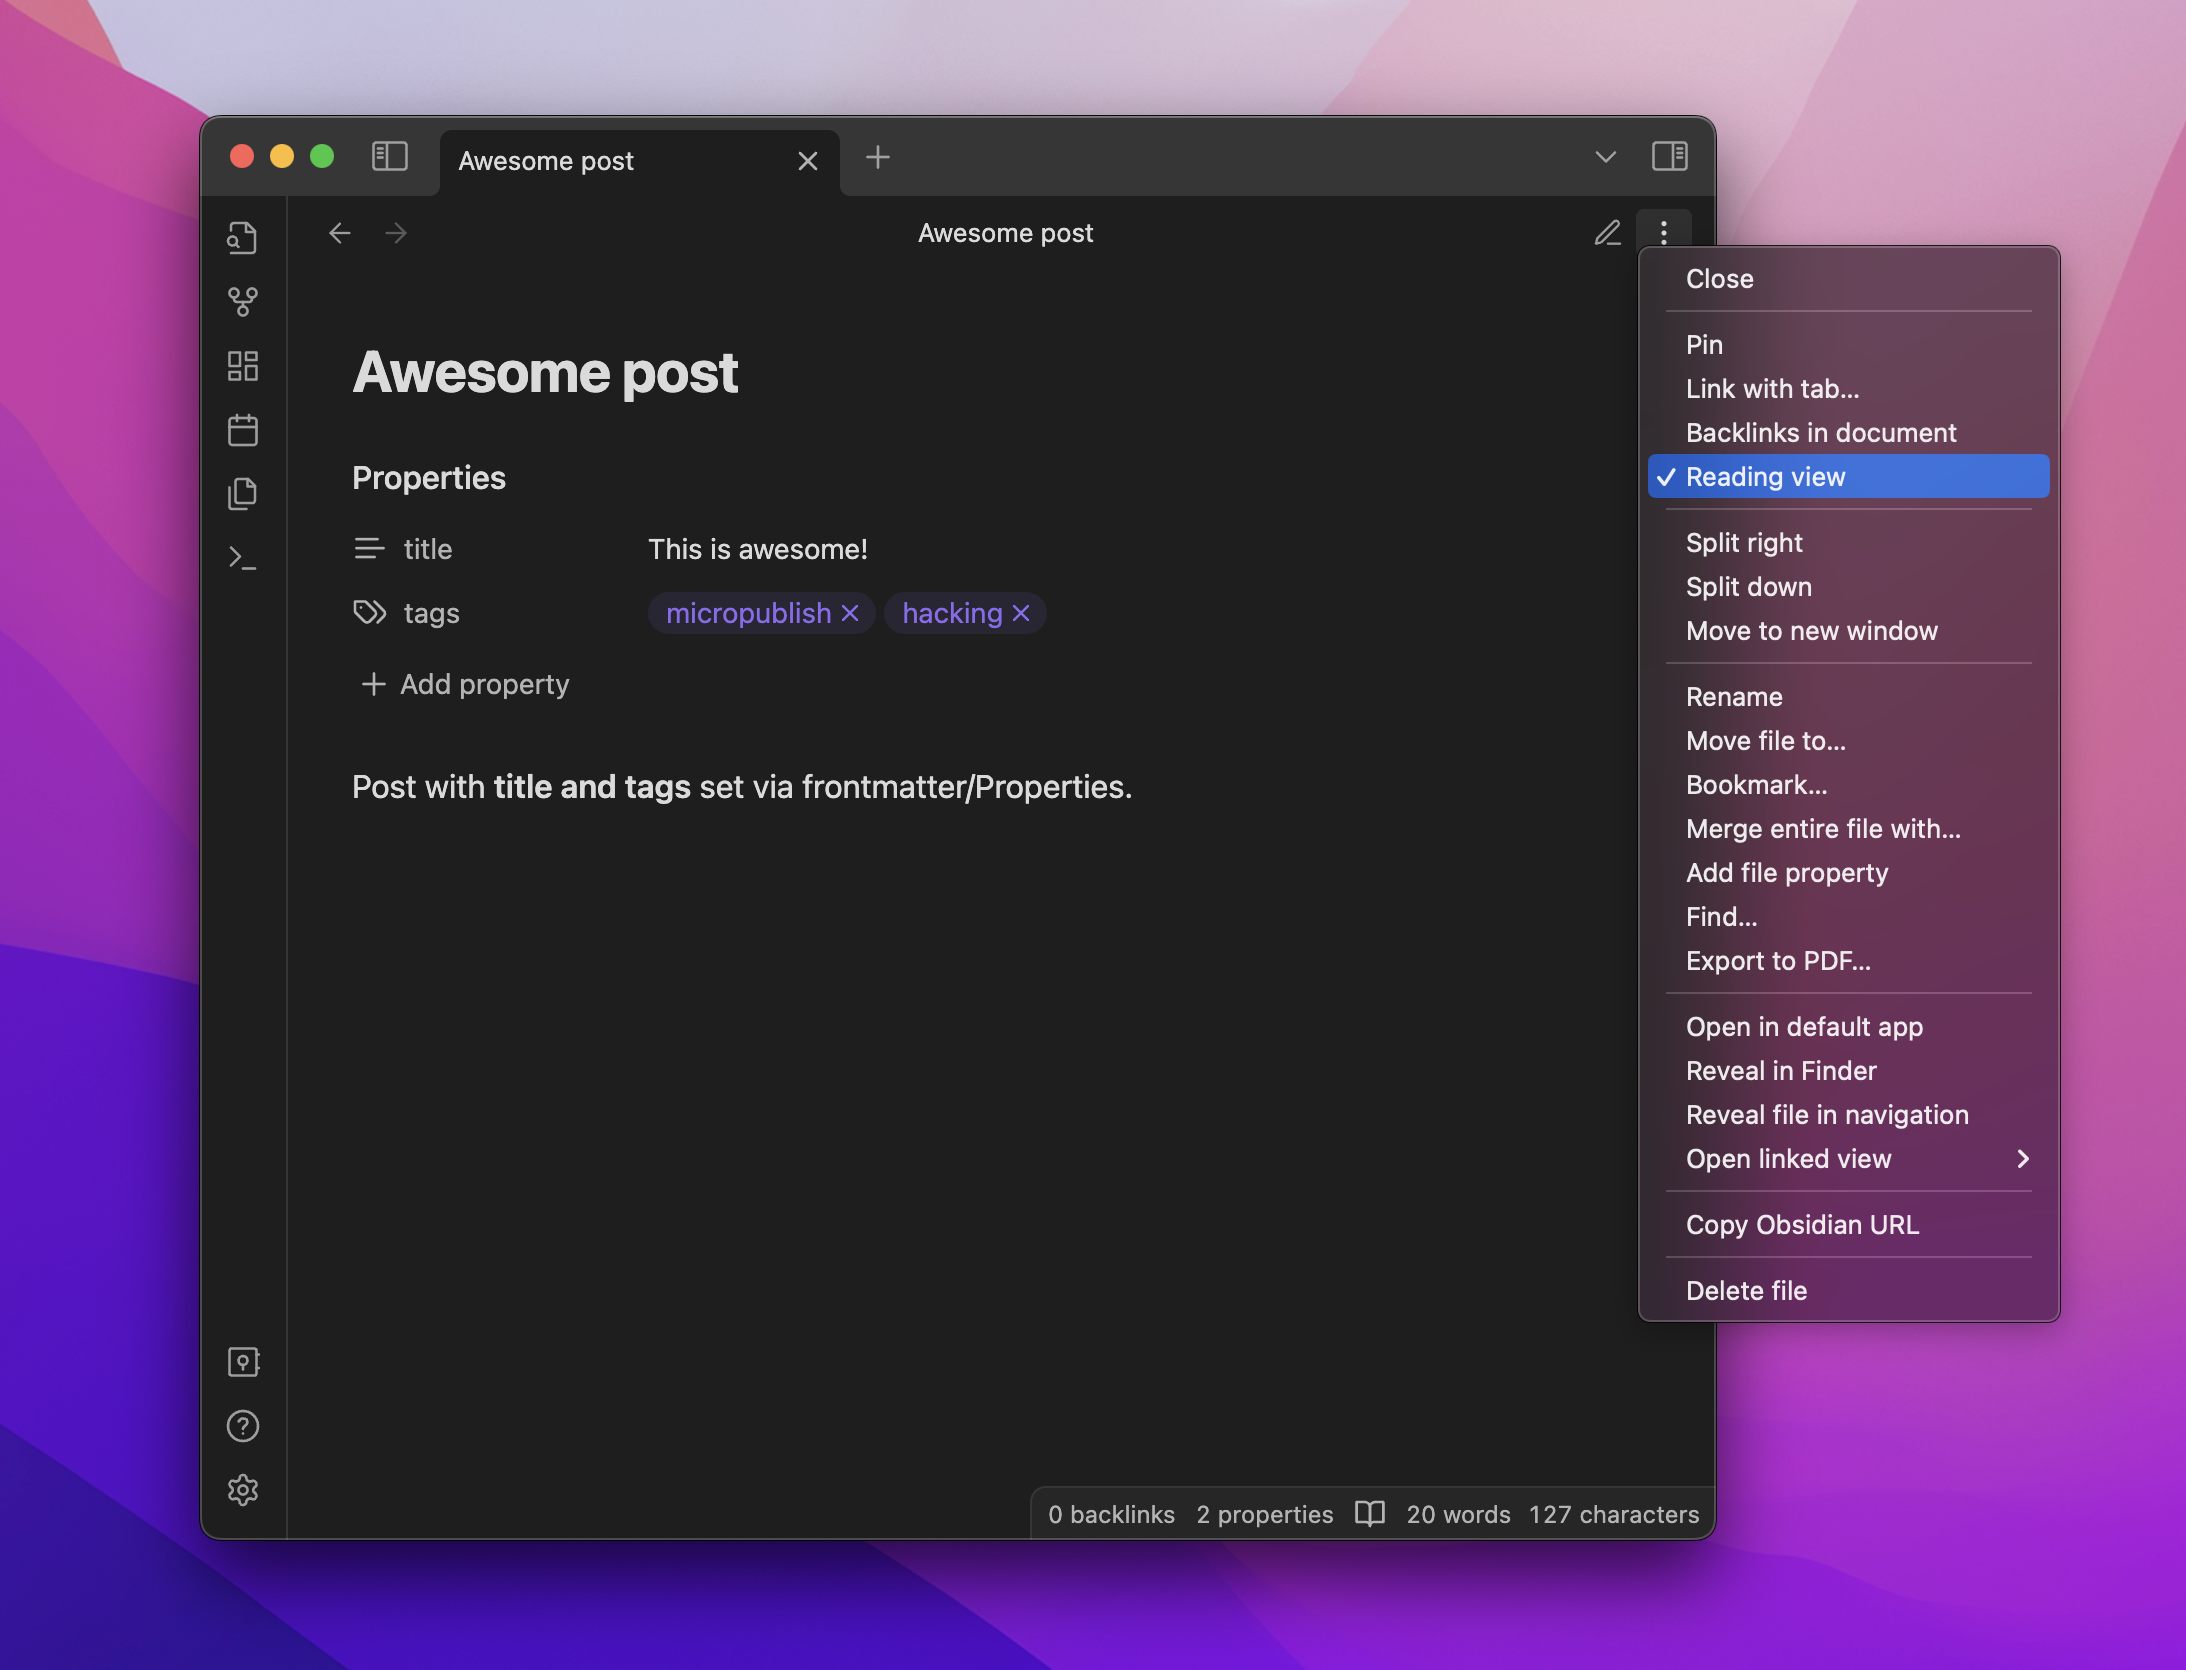 Awesome post
Awesome post
Awesome post
Properties
title This is awesome!
tags micropublish hacking
Add property
Post with title and tags set via frontmatter/Properties.
0 backlinks 2 properties 20 words 127 characters
Close
Pin
Link with tab...
Backlinks in document
Reading view
Split right
Split down
Move to new window
Rename
Move file to...
Bookmark...
Merge entire file with...
Add file property
Find...
Export to PDF...
Open in default app
Reveal in Finder
Reveal file in navigation
Open linked view
Copy Obsidian URL
Delete file